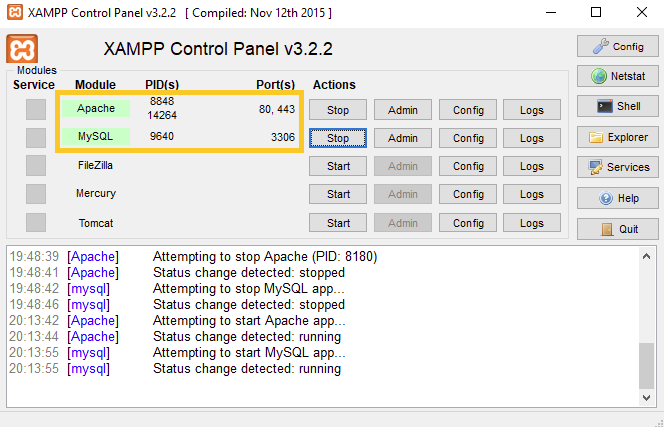 XAMPP Control Panel v3.2.2 [ Compiled: Nov 12th 2015 ]
XAMPP Control Panel v3.2.2
Config
Modules
Service Module PID(s) Port(s) Actions
Netstat
Apache 8848 14264 80, 443 Stop Admin Config Logs
Shell
MySQL 9640 3306 Stop Admin Config Logs
Explorer
FileZilla Start Admin Config Logs
Services
Mercury Start Admin Config Logs
Help
Tomcat Start Admin Config Logs
Quit
19:48:39 [Apache] Attempting to stop Apache (PID: 8180)
19:48:41 [Apache] Status change detected: stopped
19:48:42 [mysql] Attempting to stop MySQL app...
19:48:46 [mysql] Status change detected: stopped
20:13:42 [Apache] Attempting to start Apache app...
20:13:44 [Apache] Status change detected: running
20:13:55 [mysql] Attempting to start MySQL app...
20:13:55 [mysql] Status change detected: running